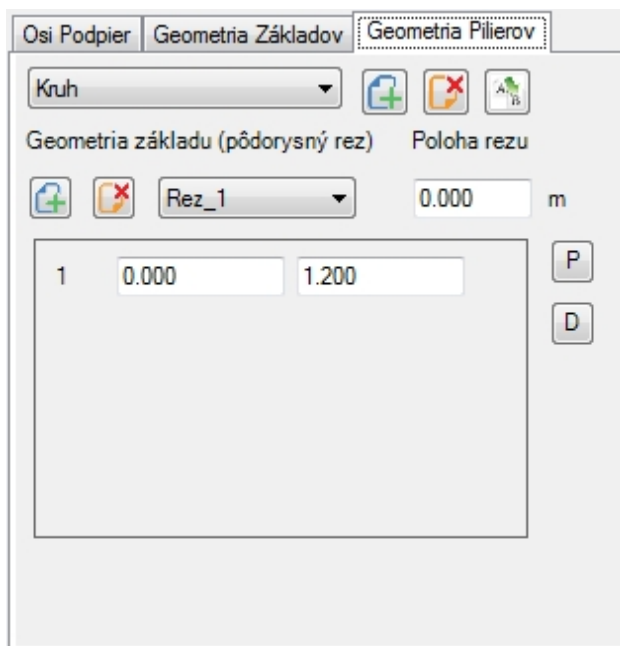 Osi Podpier Geometria Základov Geometria Pilierov
Kruh
A B
Geometria základu (pôdorysný rez) Poloha rezu
Rez_1 0.000 m
1 0.000 1.200 P
D